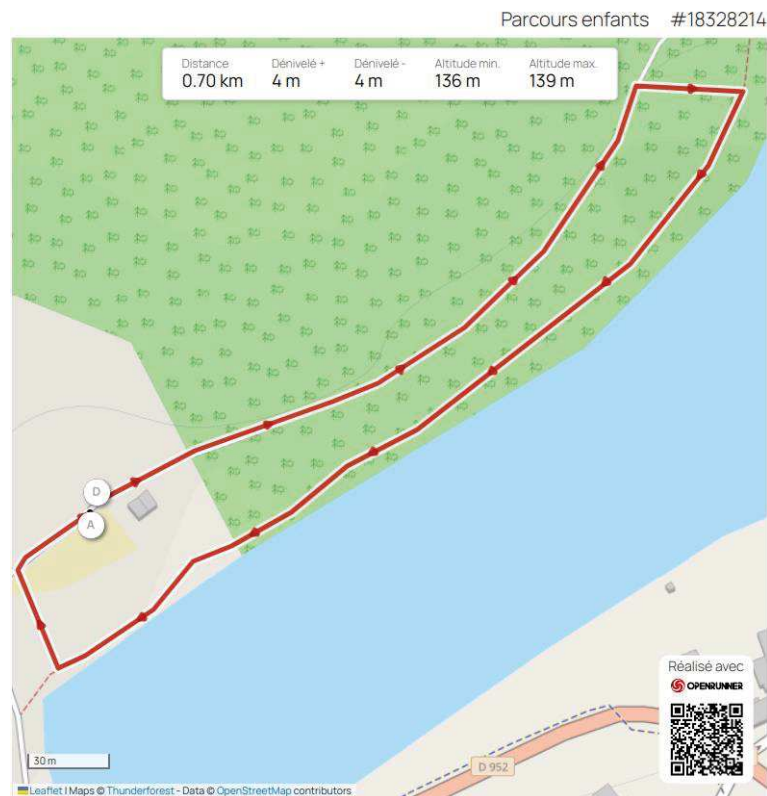 Parcours enfants #18328214
Distance Dénivelé + Dénivelé - Altitude min. Altitude max.
0.70 km 4 m 4 m 136 m 139 m
D
A
Réalisé avec
OPENRUNNER
30 m
D 952
Leaflet | Maps © Thunderforest - Data © OpenStreetMap contributors